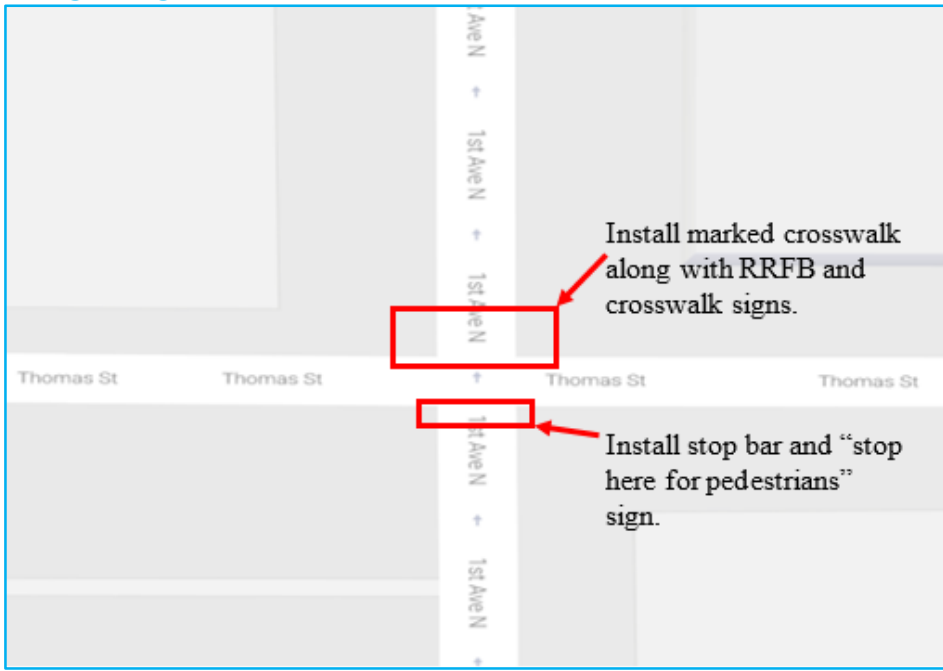 Ave N
↑
1st Ave N
↑
1st Ave N
Install marked crosswalk
along with RRFB and
crosswalk signs.
Thomas St Thomas St ↑ Thomas St Thomas St
1st Ave N
Install stop bar and “stop
here for pedestrians”
sign.
↑
1st Ave N
↑